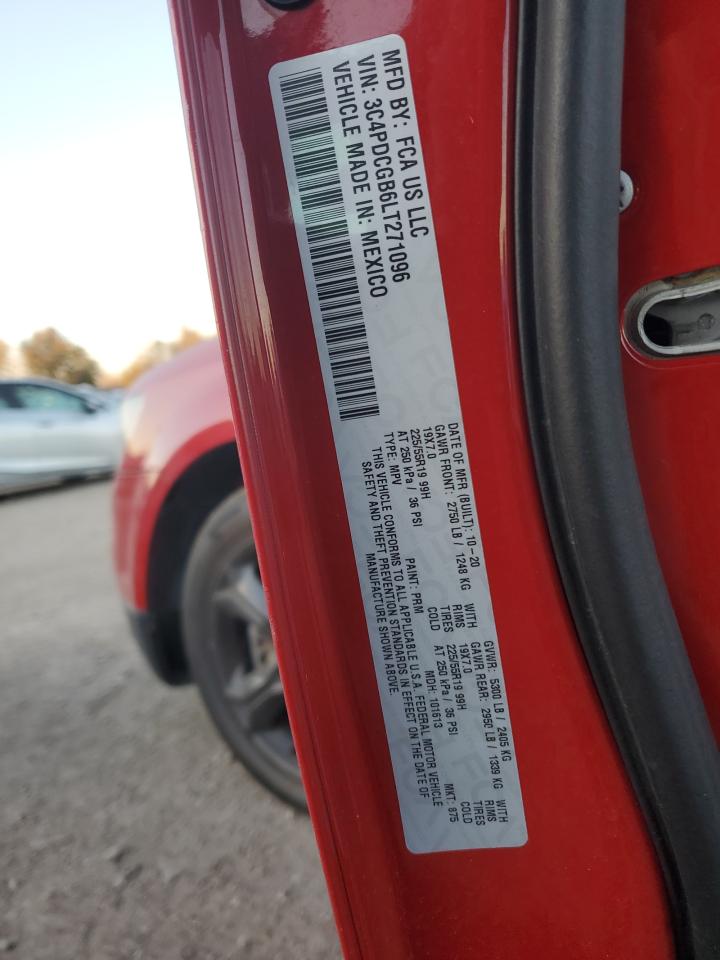 MFD BY: FCA US LLC
VIN: 3C4PDCGB6LT271096
VEHICLE MADE IN: MEXICO
DATE OF MFR (BUILT): 10-20 GVWR: 5300 LB / 2405 KG
GAWR FRONT: 2750 LB / 1248 KG WITH GAWR REAR: 2950 LB / 1339 KG WITH
19X7.0 RIMS 19X7.0 RIMS
225/55R19 99H TIRES 225/55R19 99H TIRES
AT 250 kPa / 36 PSI COLD AT 250 kPa / 36 PSI COLD
TYPE: MPV PAINT: PRM MDH: 101613 MKT: 875
THIS VEHICLE CONFORMS TO ALL APPLICABLE U.S.A. FEDERAL MOTOR VEHICLE
SAFETY AND THEFT PREVENTION STANDARDS IN EFFECT ON THE DATE OF
MANUFACTURE SHOWN ABOVE.